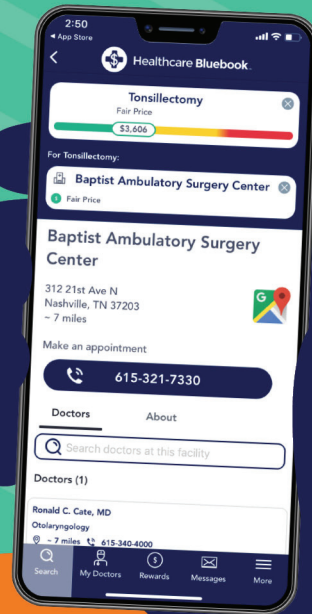 2:50
App Store
Healthcare Bluebook.
Tonsillectomy
Fair Price
$3,606
For Tonsillectomy:
Baptist Ambulatory Surgery Center
$ Fair Price
Baptist Ambulatory Surgery
Center
312 21st Ave N
Nashville, TN 37203
~ 7 miles
G
Make an appointment
615-321-7330
Doctors About
Search doctors at this facility
Doctors (1)
Ronald C. Cate, MD
Otolaryngology
~ 7 miles 615-340-4000
Search My Doctors Rewards Messages More